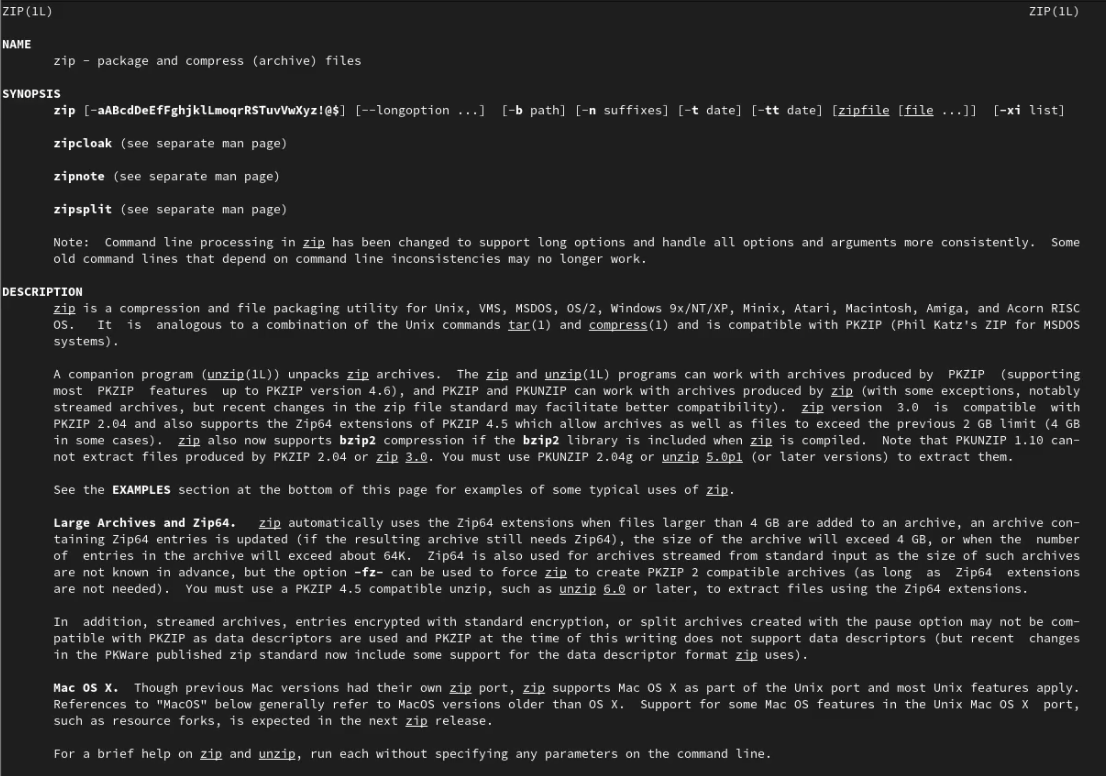 ZIP(1L) ZIP(1L)
NAME
zip - package and compress (archive) files
SYNOPSIS
zip [-aABcdDeEfFghjklLmoqrRSTuvVwXyz!@$] [--longoption ...]  [-b path] [-n suffixes] [-t date] [-tt date] [zipfile [file ...]]  [-xi list]
zipcloak (see separate man page)
zipnote (see separate man page)
zipsplit (see separate man page)
Note:  Command line processing in zip has been changed to support long options and handle all options and arguments more consistently.  Some
old command lines that depend on command line inconsistencies may no longer work.
DESCRIPTION
zip is a compression and file packaging utility for Unix, VMS, MSDOS, OS/2, Windows 9x/NT/XP, Minix, Atari, Macintosh, Amiga, and Acorn RISC
OS.   It  is  analogous to a combination of the Unix commands tar(1) and compress(1) and is compatible with PKZIP (Phil Katz's ZIP for MSDOS
systems).
A companion program (unzip(1L)) unpacks zip archives.  The zip and unzip(1L) programs can work with archives produced by  PKZIP  (supporting
most  PKZIP  features  up to PKZIP version 4.6), and PKZIP and PKUNZIP can work with archives produced by zip (with some exceptions, notably
streamed archives, but recent changes in the zip file standard may facilitate better compatibility).  zip version  3.0  is  compatible  with
PKZIP 2.04 and also supports the Zip64 extensions of PKZIP 4.5 which allow archives as well as files to exceed the previous 2 GB limit (4 GB
in some cases).  zip also now supports bzip2 compression if the bzip2 library is included when zip is compiled.  Note that PKUNZIP 1.10 can-
not extract files produced by PKZIP 2.04 or zip 3.0. You must use PKUNZIP 2.04g or unzip 5.0p1 (or later versions) to extract them.
See the EXAMPLES section at the bottom of this page for examples of some typical uses of zip.
Large Archives and Zip64.   zip automatically uses the Zip64 extensions when files larger than 4 GB are added to an archive, an archive con-
taining Zip64 entries is updated (if the resulting archive still needs Zip64), the size of the archive will exceed 4 GB, or when the  number
of  entries in the archive will exceed about 64K.  Zip64 is also used for archives streamed from standard input as the size of such archives
are not known in advance, but the option -fz- can be used to force zip to create PKZIP 2 compatible archives (as long  as  Zip64  extensions
are not needed).  You must use a PKZIP 4.5 compatible unzip, such as unzip 6.0 or later, to extract files using the Zip64 extensions.
In  addition, streamed archives, entries encrypted with standard encryption, or split archives created with the pause option may not be com-
patible with PKZIP as data descriptors are used and PKZIP at the time of this writing does not support data descriptors (but recent  changes
in the PKWare published zip standard now include some support for the data descriptor format zip uses).
Mac OS X.  Though previous Mac versions had their own zip port, zip supports Mac OS X as part of the Unix port and most Unix features apply.
References to "MacOS" below generally refer to MacOS versions older than OS X.  Support for some Mac OS features in the Unix Mac OS X  port,
such as resource forks, is expected in the next zip release.
For a brief help on zip and unzip, run each without specifying any parameters on the command line.